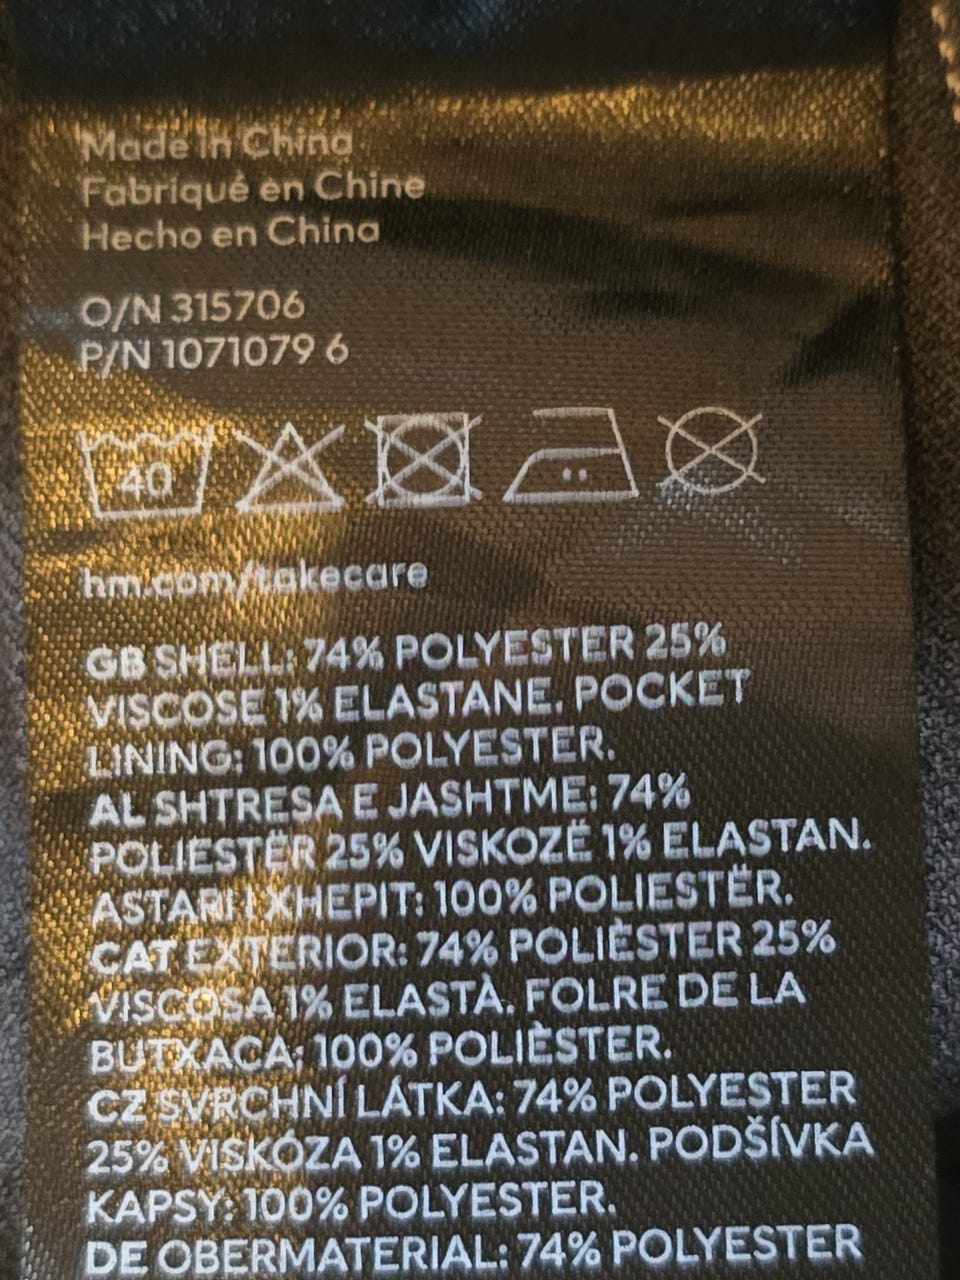 Made in China
Fabriqué en Chine
Hecho en China
O/N 315706
P/N 1071079 6
40
hm.com/takecare
GB SHELL: 74% POLYESTER 25%
VISCOSE 1% ELASTANE. POCKET
LINING: 100% POLYESTER.
AL SHTRESA E JASHTME: 74%
POLIESTËR 25% VISKOZË 1% ELASTAN.
ASTARI I XHEPIT: 100% POLIESTËR.
CAT EXTERIOR: 74% POLIÈSTER 25%
VISCOSA 1% ELASTÀ. FOLRE DE LA
BUTXACA: 100% POLIÈSTER.
CZ SVRCHNÍ LÁTKA: 74% POLYESTER
25% VISKÓZA 1% ELASTAN. PODŠÍVKA
KAPSY: 100% POLYESTER.
DE OBERMATERIAL: 74% POLYESTER